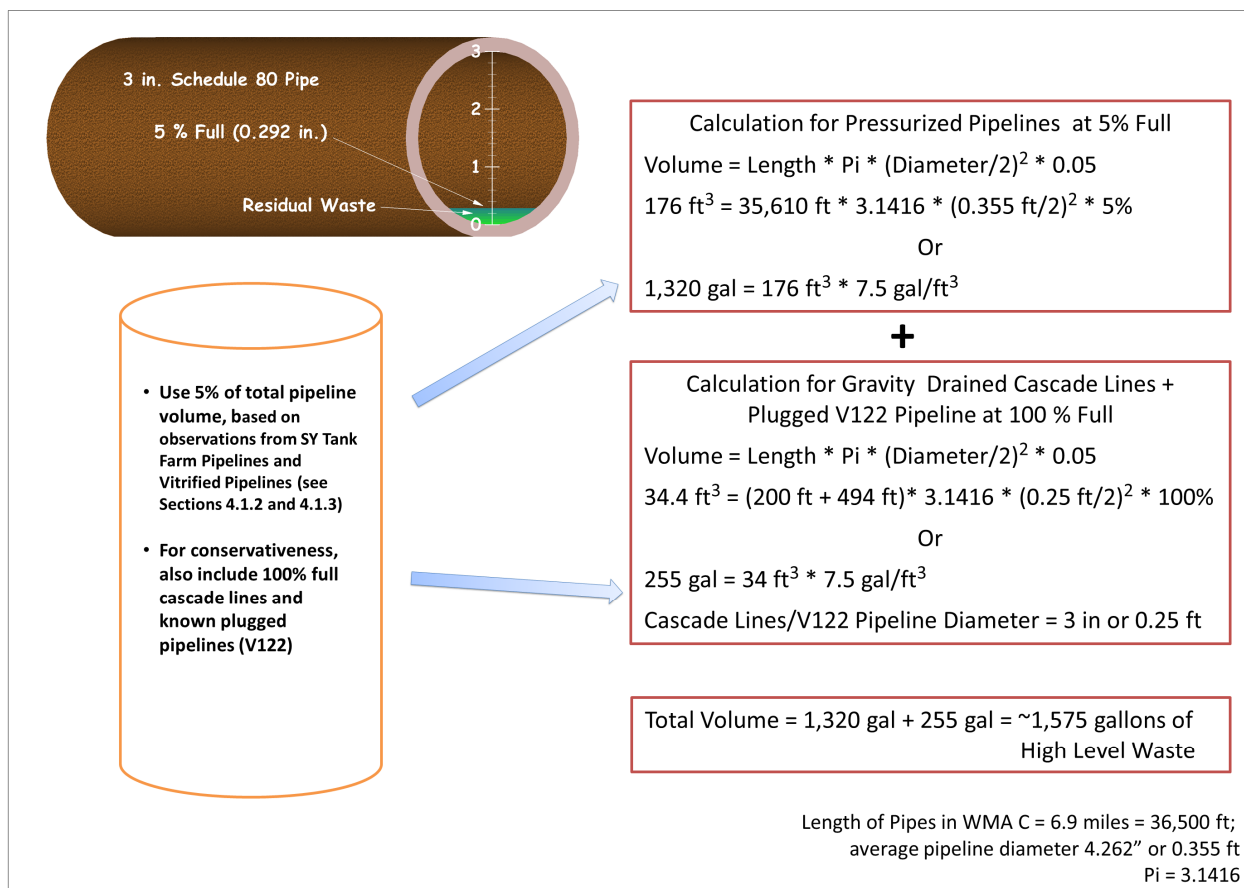 3 in. Schedule 80 Pipe
5 % Full (0.292 in.)
Residual Waste
3
2
1
0
• Use 5% of total pipeline
volume, based on
observations from SY Tank
Farm Pipelines and
Vitrified Pipelines (see
Sections 4.1.2 and 4.1.3)
• For conservativeness,
also include 100% full
cascade lines and
known plugged
pipelines (V122)
Calculation for Pressurized Pipelines at 5% Full
Volume = Length * Pi * (Diameter/2)² * 0.05
176 ft³ = 35,610 ft * 3.1416 * (0.355 ft/2)² * 5%
Or
1,320 gal = 176 ft³ * 7.5 gal/ft³
+
Calculation for Gravity Drained Cascade Lines +
Plugged V122 Pipeline at 100 % Full
Volume = Length * Pi * (Diameter/2)² * 0.05
34.4 ft³ = (200 ft + 494 ft)* 3.1416 * (0.25 ft/2)² * 100%
Or
255 gal = 34 ft³ * 7.5 gal/ft³
Cascade Lines/V122 Pipeline Diameter = 3 in or 0.25 ft
Total Volume = 1,320 gal + 255 gal = ~1,575 gallons of
High Level Waste
Length of Pipes in WMA C = 6.9 miles = 36,500 ft;
average pipeline diameter 4.262” or 0.355 ft
Pi = 3.1416